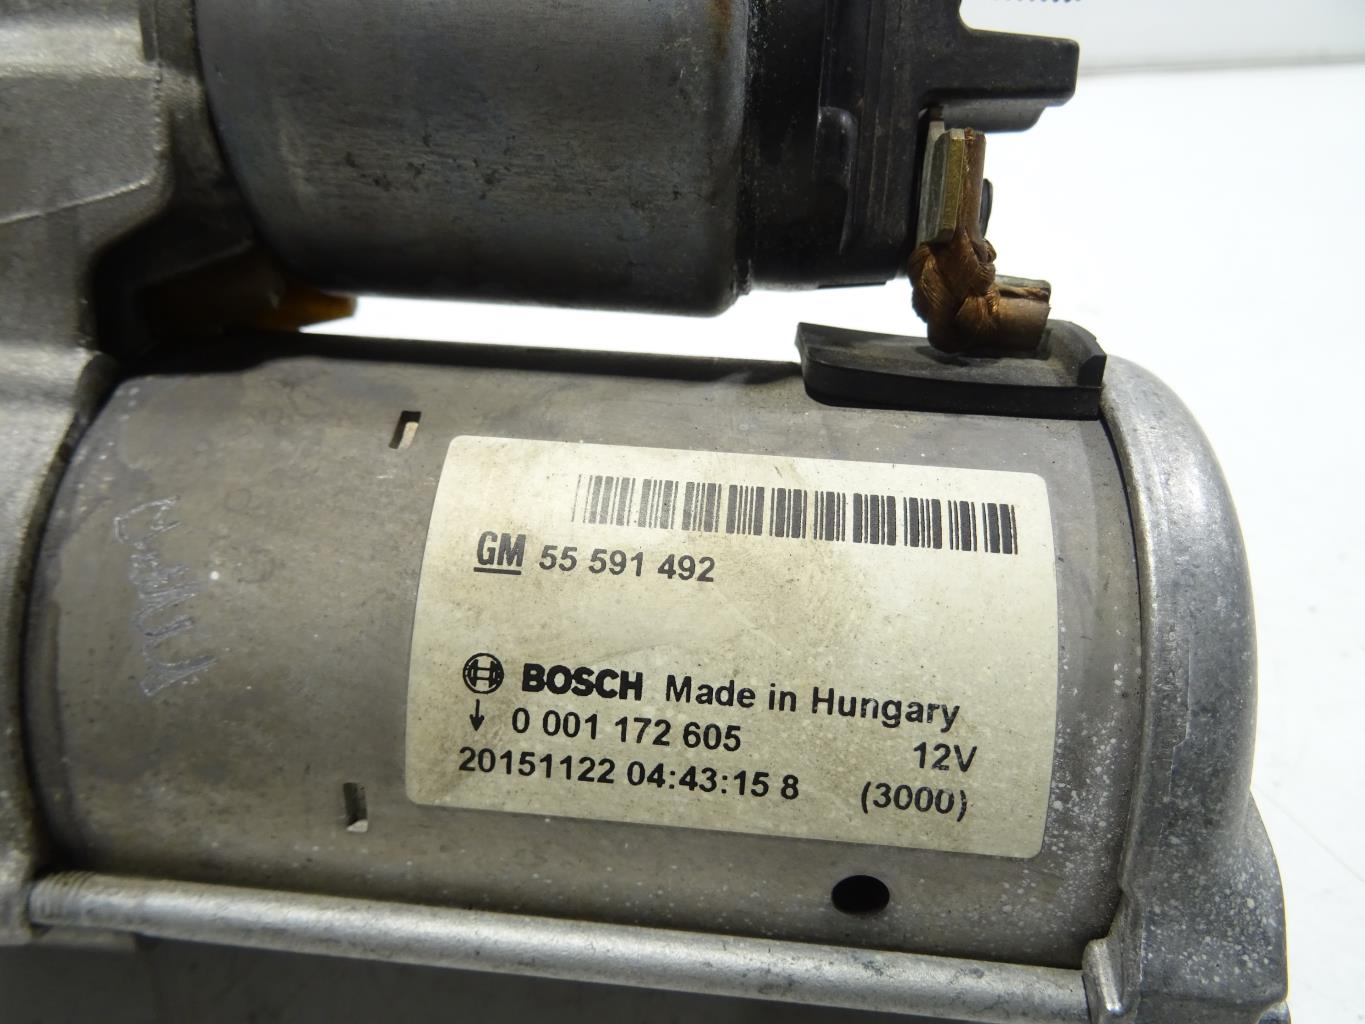 GM 55 591 492
BOSCH Made in Hungary
↓ 0 001 172 605 12V
20151122 04:43:15 8 (3000)